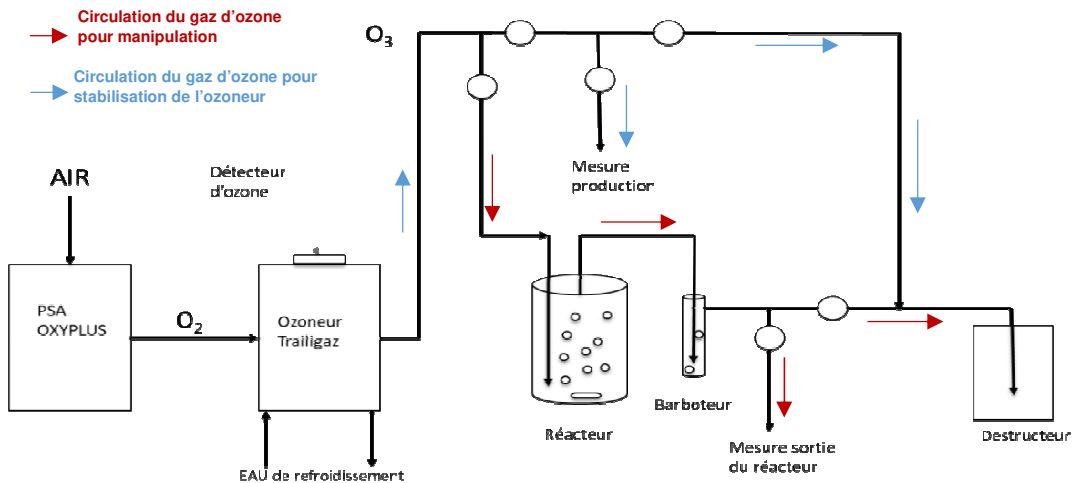 Circulation du gaz d'ozone
pour manipulation
Circulation du gaz d'ozone pour
stabilisation de l'ozoneur
O3
Mesure
production
AIR
Détecteur
d'ozone
PSA
OXYPLUS
O2
Ozoneur
Trailigaz
EAU de refroidissement
Réacteur
Barboteur
Mesure sortie
du réacteur
Destructeur